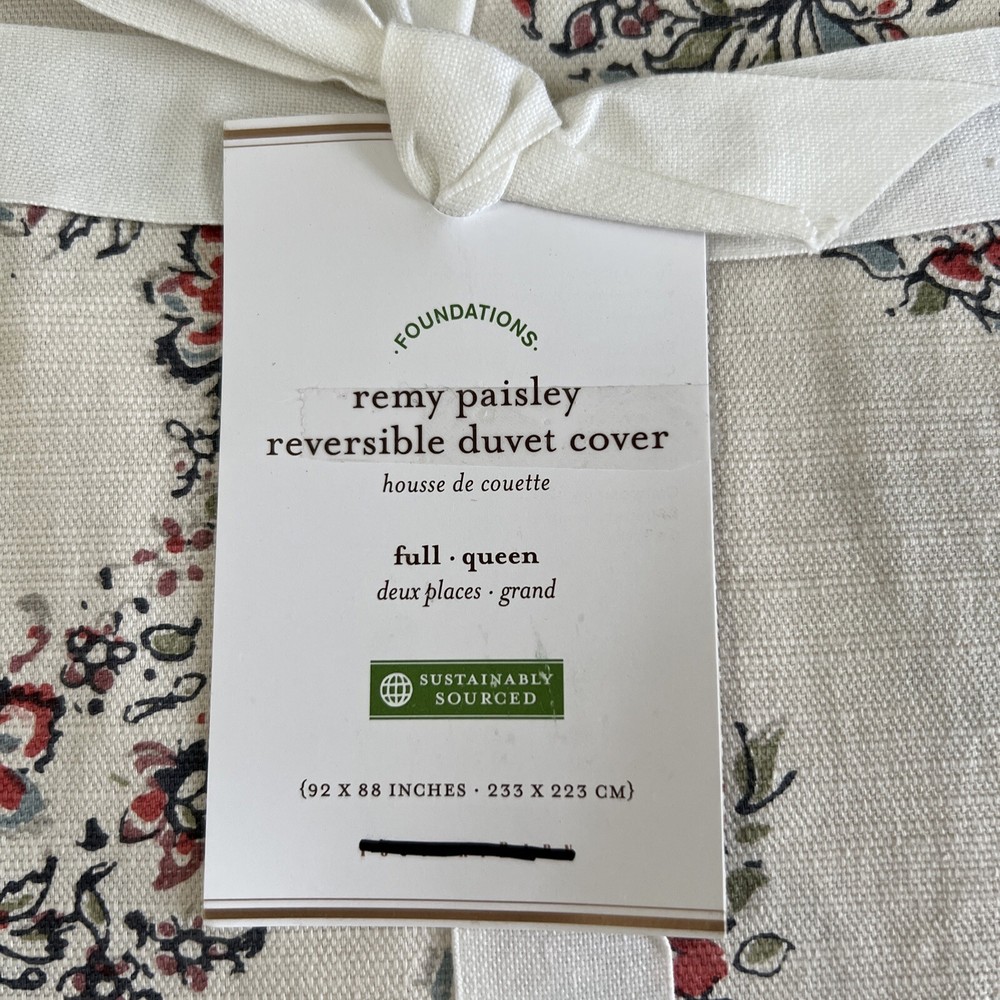 ·FOUNDATIONS·
remy paisley
reversible duvet cover
housse de couette
full · queen
deux places · grand
SUSTAINABLY
SOURCED
{92 X 88 INCHES · 233 X 223 CM}